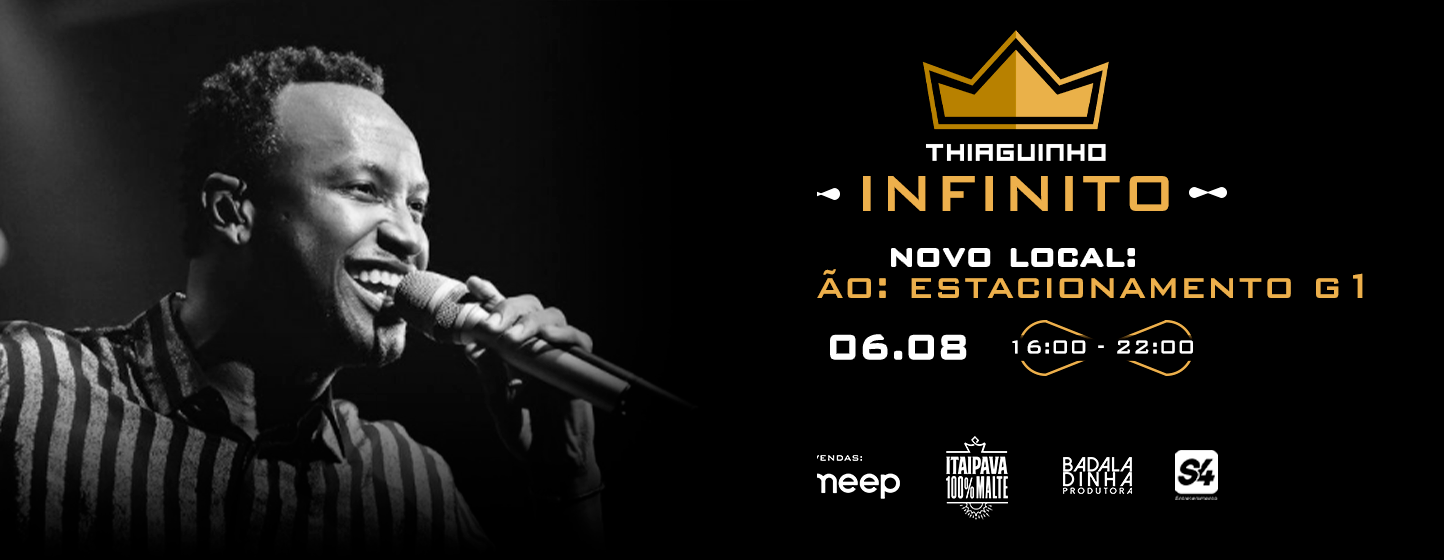 THIAGUINHO
INFINITO
NOVO LOCAL:
ÃO: ESTACIONAMENTO G1
06.08 16:00 - 22:00
VENDAS:
meep
ITAIPAVA
100% MALTE
BADALA
DINHA
PRODUTORA
S4